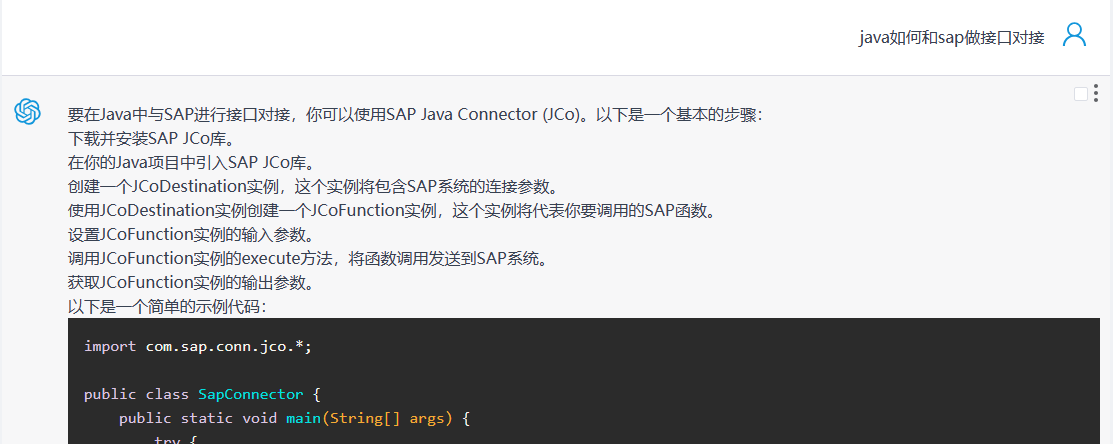 java如何和sap做接口对接
要在Java中与SAP进行接口对接，你可以使用SAP Java Connector (JCo)。以下是一个基本的步骤：
下载并安装SAP JCo库。
在你的Java项目中引入SAP JCo库。
创建一个JCoDestination实例，这个实例将包含SAP系统的连接参数。
使用JCoDestination实例创建一个JCoFunction实例，这个实例将代表你要调用的SAP函数。
设置JCoFunction实例的输入参数。
调用JCoFunction实例的execute方法，将函数调用发送到SAP系统。
获取JCoFunction实例的输出参数。
以下是一个简单的示例代码：
import com.sap.conn.jco.*;
public class SapConnector {
public static void main(String[] args) {
try {